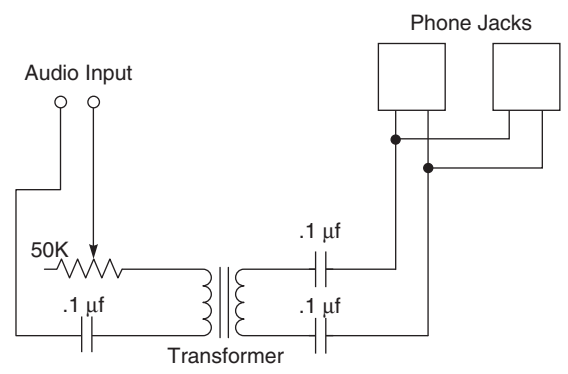 Phone Jacks
Audio Input
.1 μf
50K
.1 μf
.1 μf
Transformer